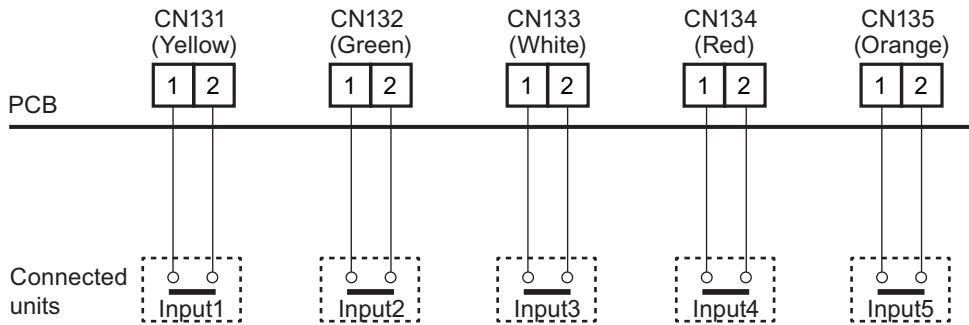 CN131 CN132 CN133 CN134 CN135
(Yellow) (Green) (White) (Red) (Orange)
1 2 1 2 1 2 1 2 1 2
PCB
Connected
units
Input1 Input2 Input3 Input4 Input5